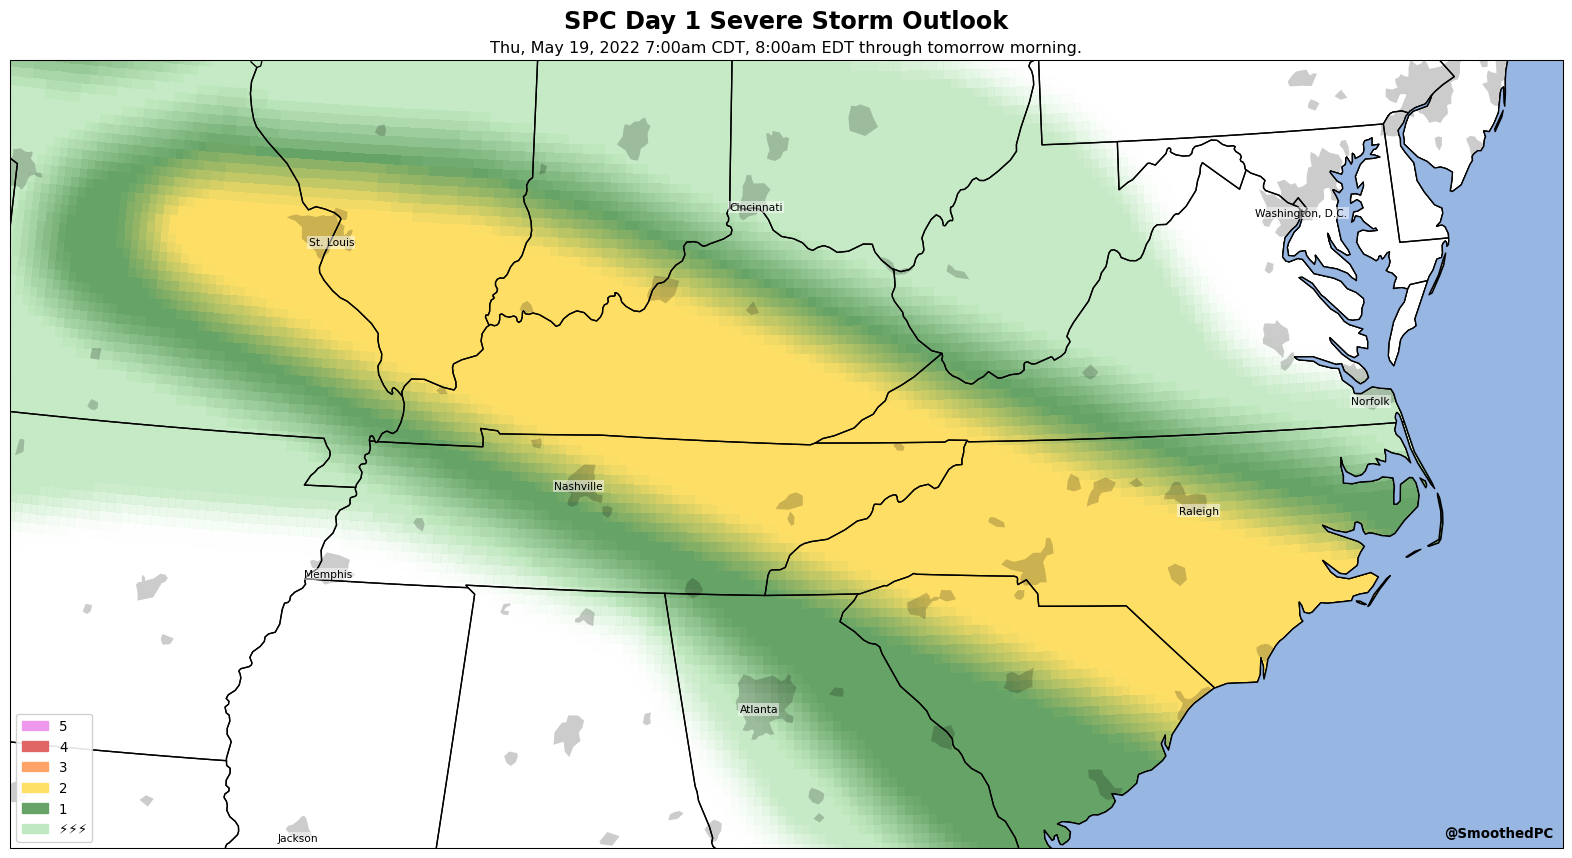 SPC Day 1 Severe Storm Outlook
Thu, May 19, 2022 7:00am CDT, 8:00am EDT through tomorrow morning.
Cincinnati
Washington, D.C.
St. Louis
Norfolk
Nashville
Raleigh
Memphis
Atlanta
Jackson
5
4
3
2
1
⚡⚡⚡
@SmoothedPC